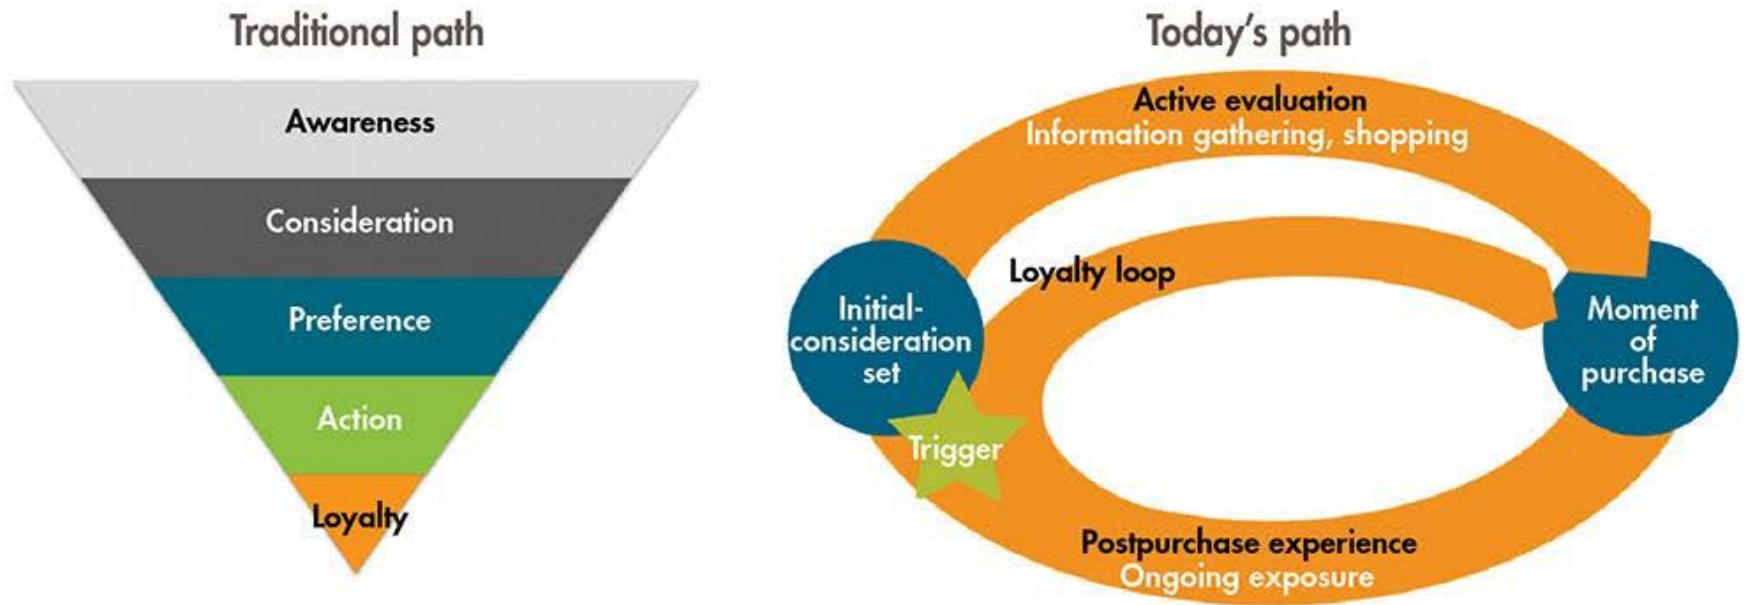 Traditional path
Awareness
Consideration
Preference
Action
Loyalty
Today's path
Active evaluation
Information gathering, shopping
Loyalty loop
Initial-
consideration
set
Trigger
Moment
of
purchase
Postpurchase experience
Ongoing exposure